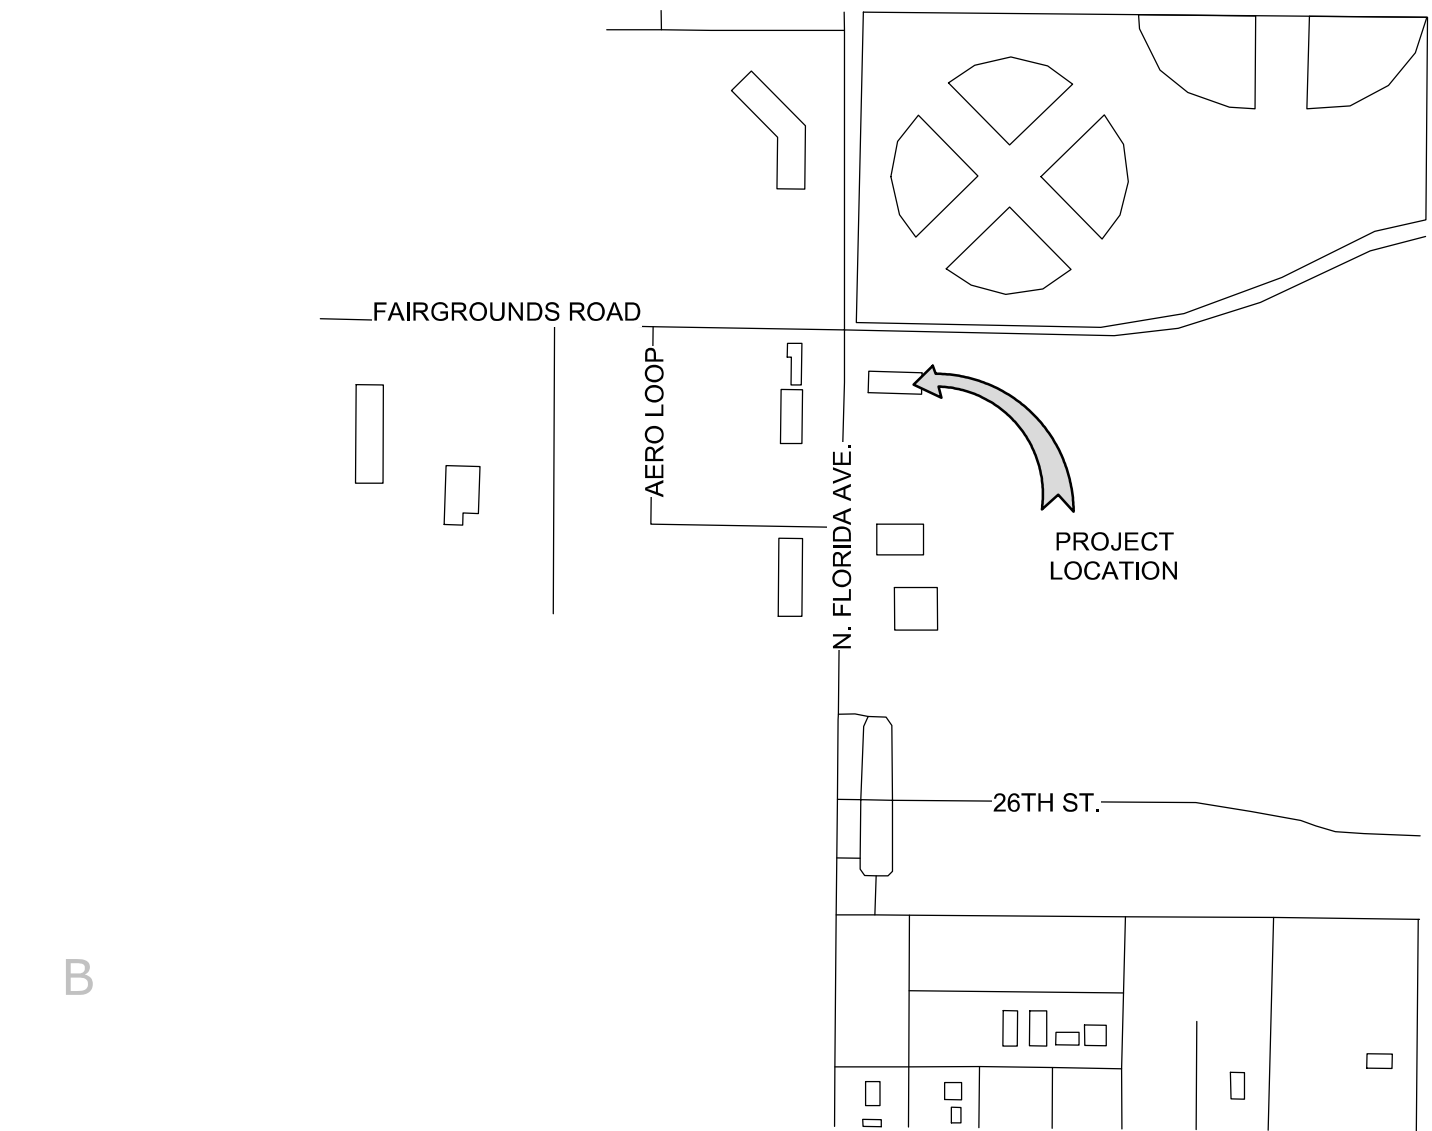 FAIRGROUNDS ROAD
AERO LOOP
N. FLORIDA AVE.
PROJECT
LOCATION
26TH ST.
B